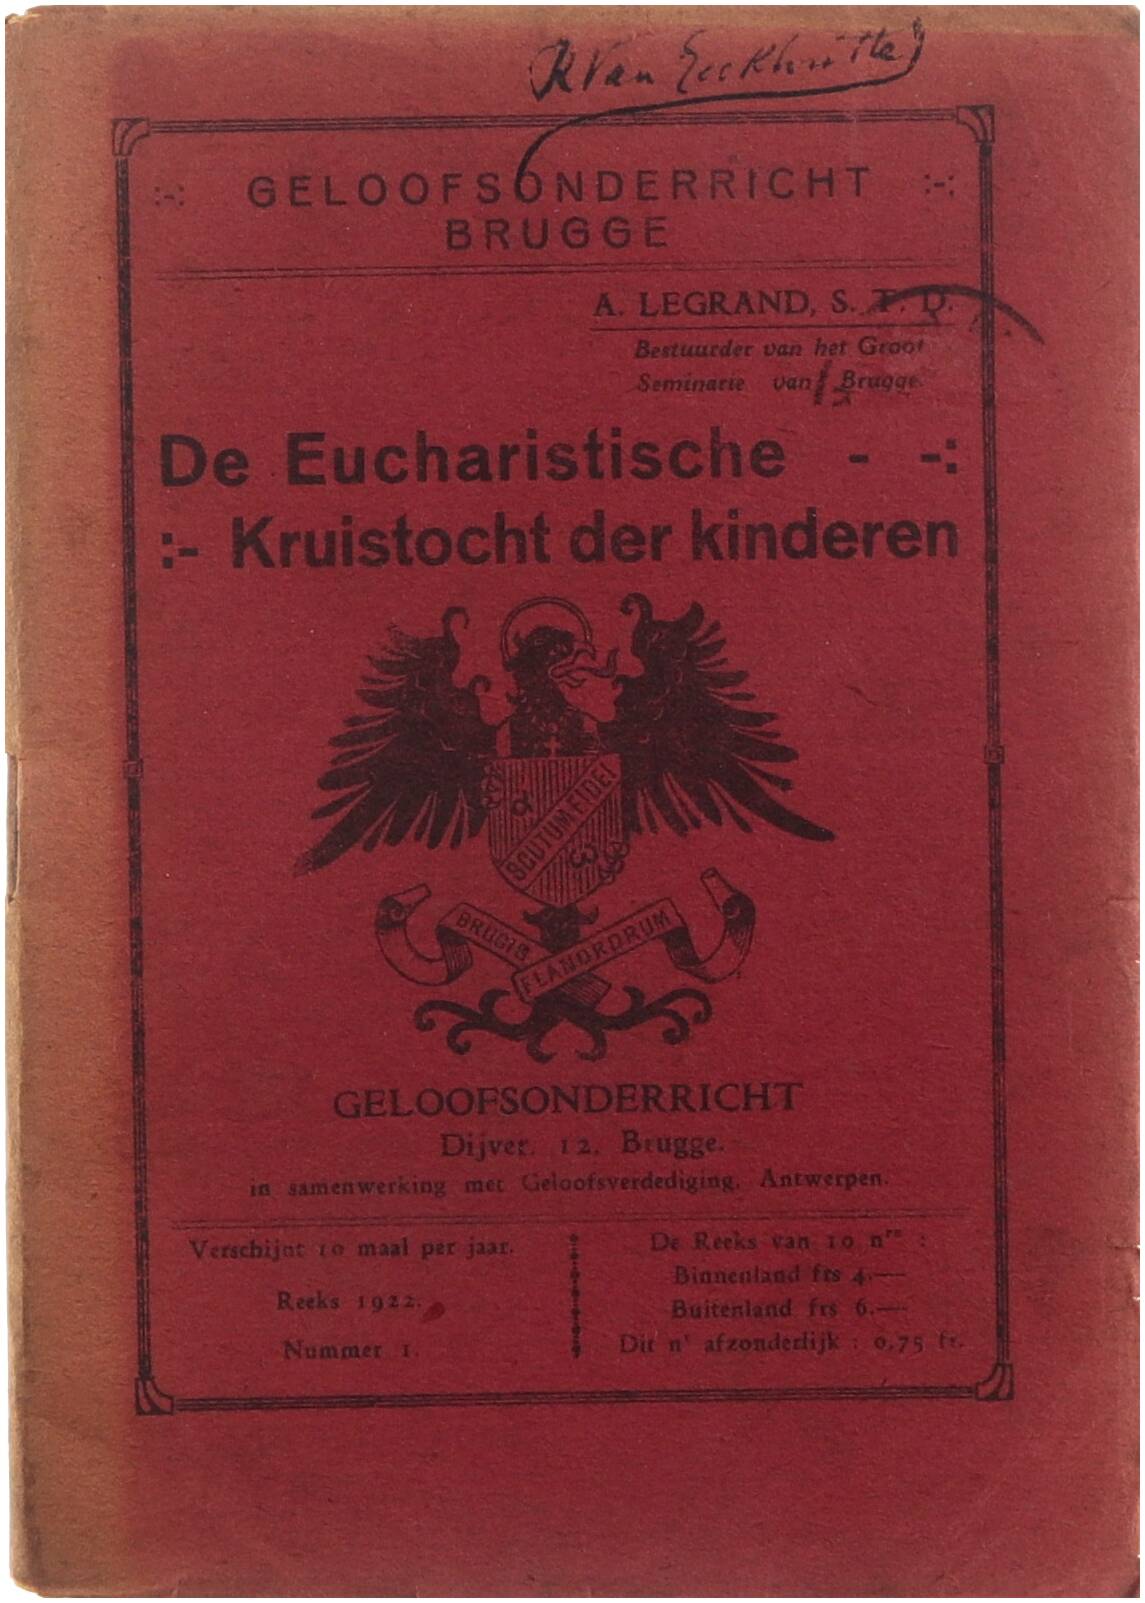 R Van Eeckhoutte
:-: GELOOFSONDERRICHT :-:
BRUGGE
A. LEGRAND, S. T. D.
Bestuurder van het Groot
Seminarie van Brugge.
De Eucharistische - -:
:- Kruistocht der kinderen
α
SCUTUM FIDEI
ω
BRUGIS
FLANDRORUM
GELOOFSONDERRICHT
Dijver, 12, Brugge.
in samenwerking met Geloofsverdediging, Antwerpen.
Verschijnt 10 maal per jaar.
Reeks 1922.
Nummer 1.
De Reeks van 10 nrs :
Binnenland frs 4.—
Buitenland frs 6.—
Dit nr afzonderlijk : 0,75 fr.